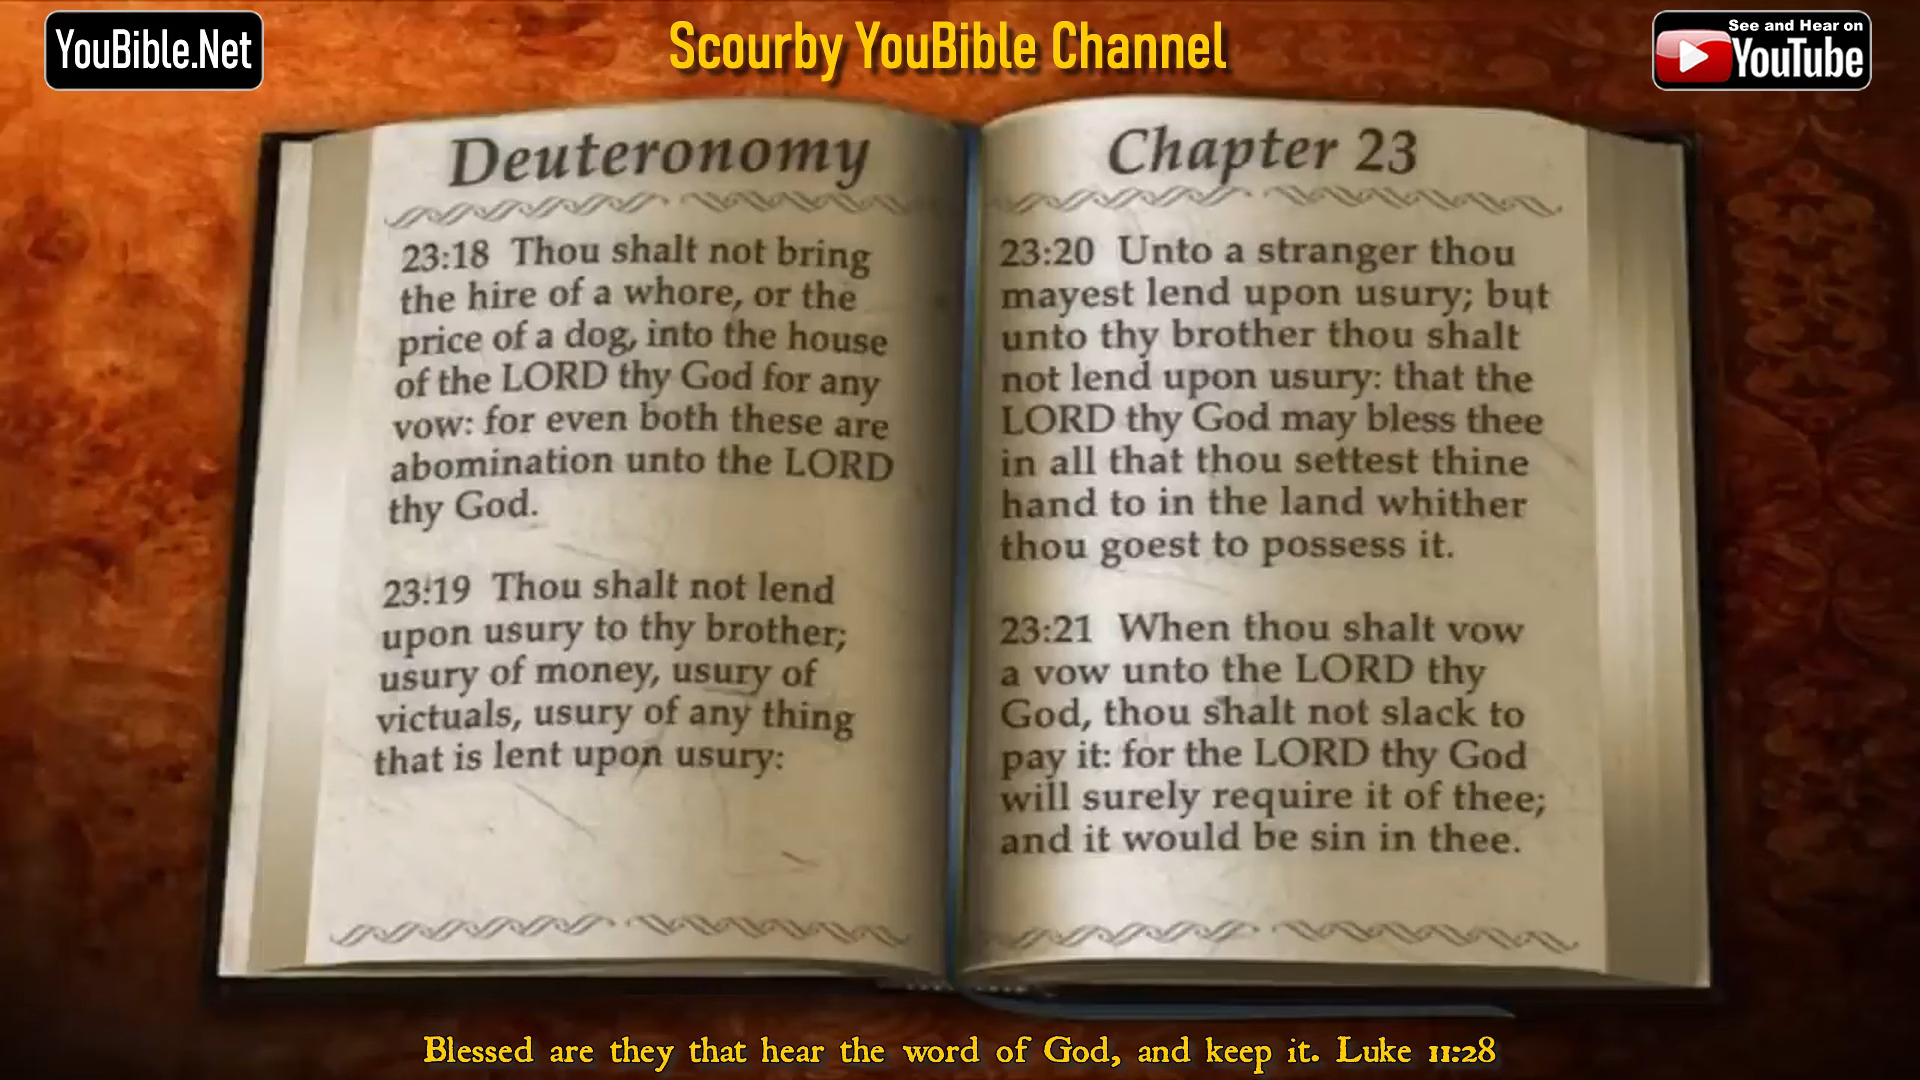 YouBible.Net
Scourby YouBible Channel
See and Hear on
YouTube
Deuteronomy
23:18 Thou shalt not bring
the hire of a whore, or the
price of a dog, into the house
of the LORD thy God for any
vow: for even both these are
abomination unto the LORD
thy God.
23:19 Thou shalt not lend
upon usury to thy brother;
usury of money, usury of
victuals, usury of any thing
that is lent upon usury:
Chapter 23
23:20 Unto a stranger thou
mayest lend upon usury; but
unto thy brother thou shalt
not lend upon usury: that the
LORD thy God may bless thee
in all that thou settest thine
hand to in the land whither
thou goest to possess it.
23:21 When thou shalt vow
a vow unto the LORD thy
God, thou shalt not slack to
pay it: for the LORD thy God
will surely require it of thee;
and it would be sin in thee.
Blessed are they that hear the word of God, and keep it. Luke 11:28